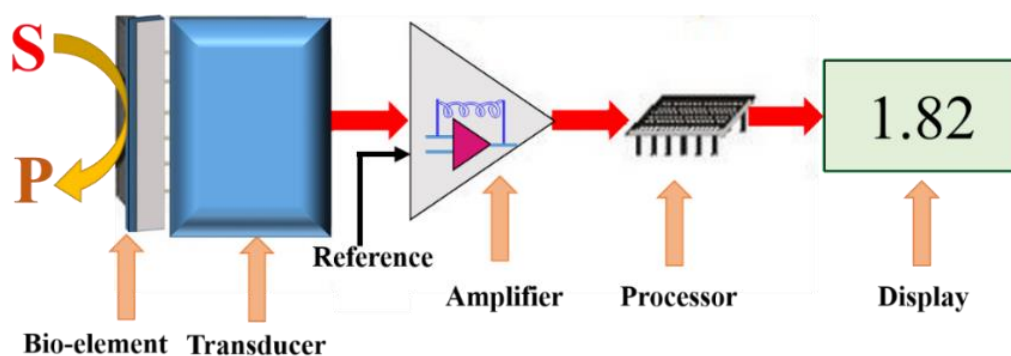 S
P
1.82
Reference
Amplifier
Processor
Display
Bio-element
Transducer